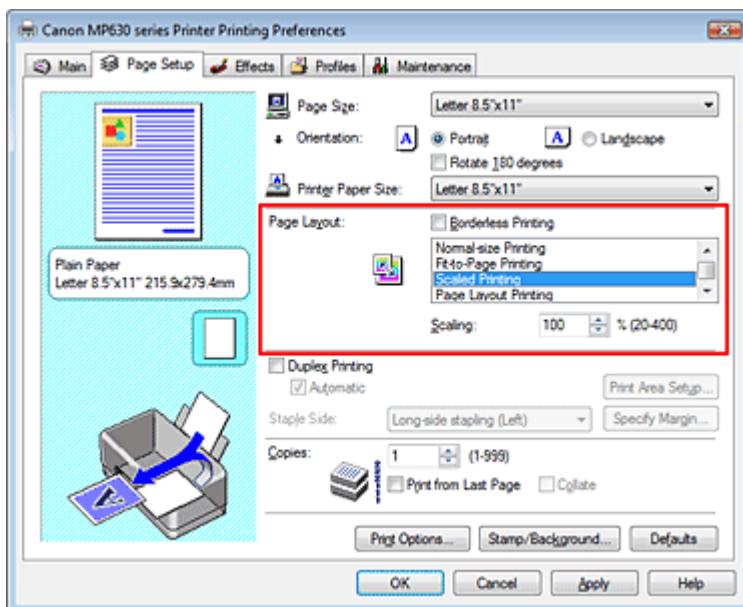 Canon MP630 series Printer Printing Preferences
Main Page Setup Effects Profiles Maintenance
Page Size: Letter 8.5"x11"
Orientation: A Portrait A Landscape
Rotate 180 degrees
Printer Paper Size: Letter 8.5"x11"
Page Layout: Borderless Printing
Normal-size Printing
Fit-to-Page Printing
Scaled Printing
Page Layout Printing
Scaling: 100 % (20-400)
Plain Paper
Letter 8.5"x11" 215.9x279.4mm
Duplex Printing
Automatic Print Area Setup...
Staple Side: Long-side stapling (Left) Specify Margin...
Copies: 1 (1-999)
Print from Last Page Collate
Print Options... Stamp/Background... Defaults
OK Cancel Apply Help